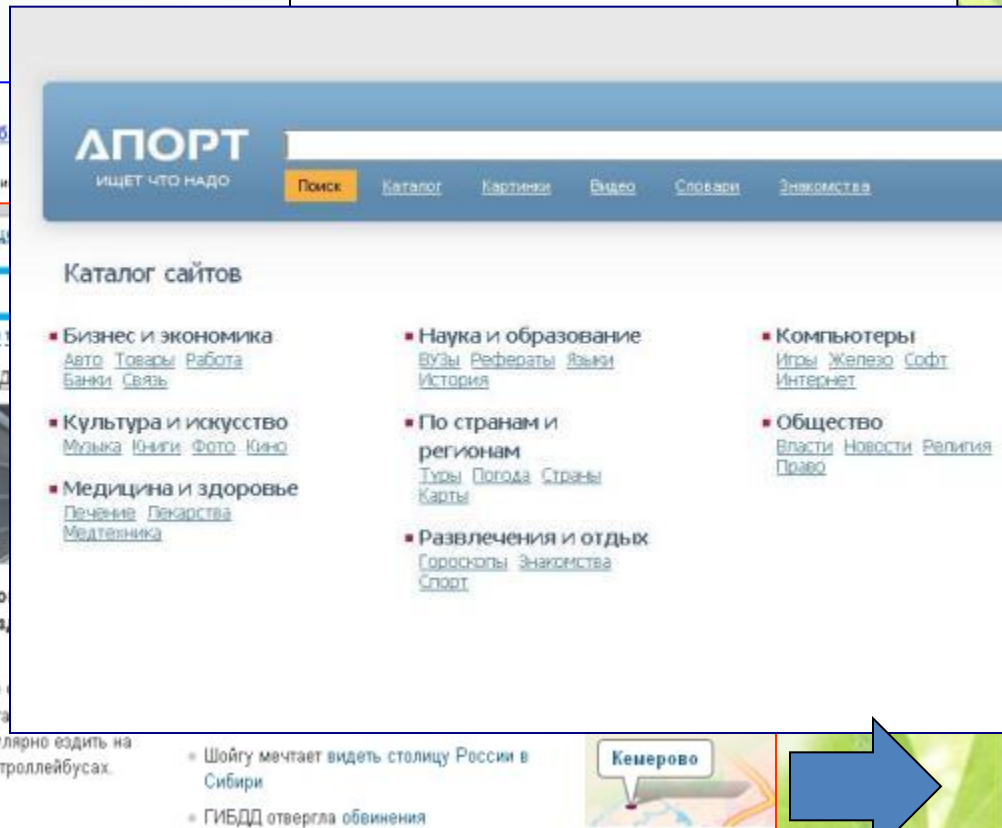 АПОРТ
ИЩЕТ ЧТО НАДО
Поиск Каталог Картинки Видео Словари Знакомства
Каталог сайтов
Бизнес и экономика
Авто Товары Работа
Банки Связь
Культура и искусство
Музыка Книги Фото Кино
Медицина и здоровье
Лечение Лекарства
Медтехника
Наука и образование
ВУЗы Рефераты Языки
История
По странам и
регионам
Туры Погода Страны
Карты
Развлечения и отдых
Гороскопы Знакомства
Спорт
Компьютеры
Игры Железо Софт
Интернет
Общество
Власти Новости Религия
Право
ездить на
троллейбусах.
Шойгу мечтает видеть столицу России в
Сибири
ГИБДД отвергла обвинения
Кемерово